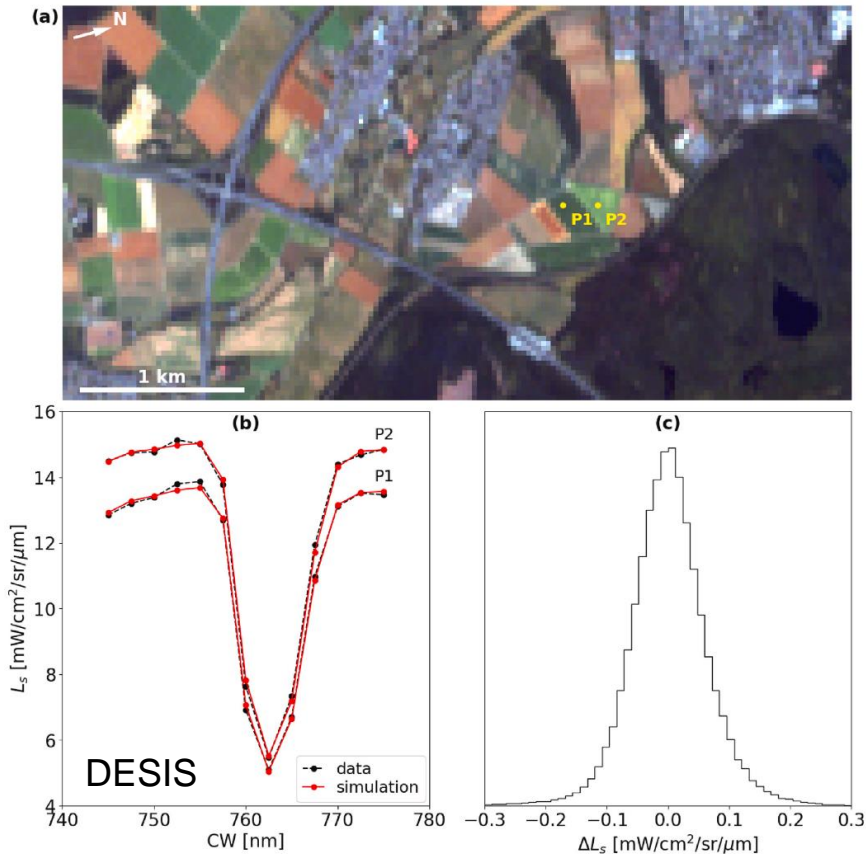 (a)
N
P1 P2
1 km
(b)
(c)
16
14
12
10
8
6
4
L_s [mW/cm²/sr/μm]
P2
P1
DESIS
data
simulation
740 750 760 770 780
CW [nm]
−0.3 −0.2 −0.1 0.0 0.1 0.2 0.3
ΔL_s [mW/cm²/sr/μm]